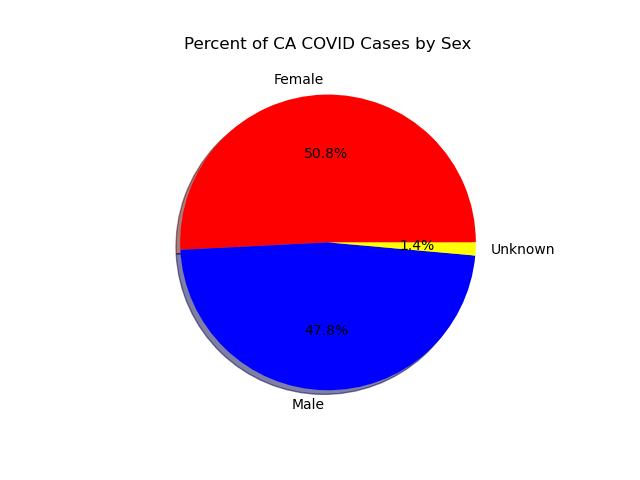 Percent of CA COVID Cases by Sex
Female
50.8%
1.4%
Unknown
47.8%
Male